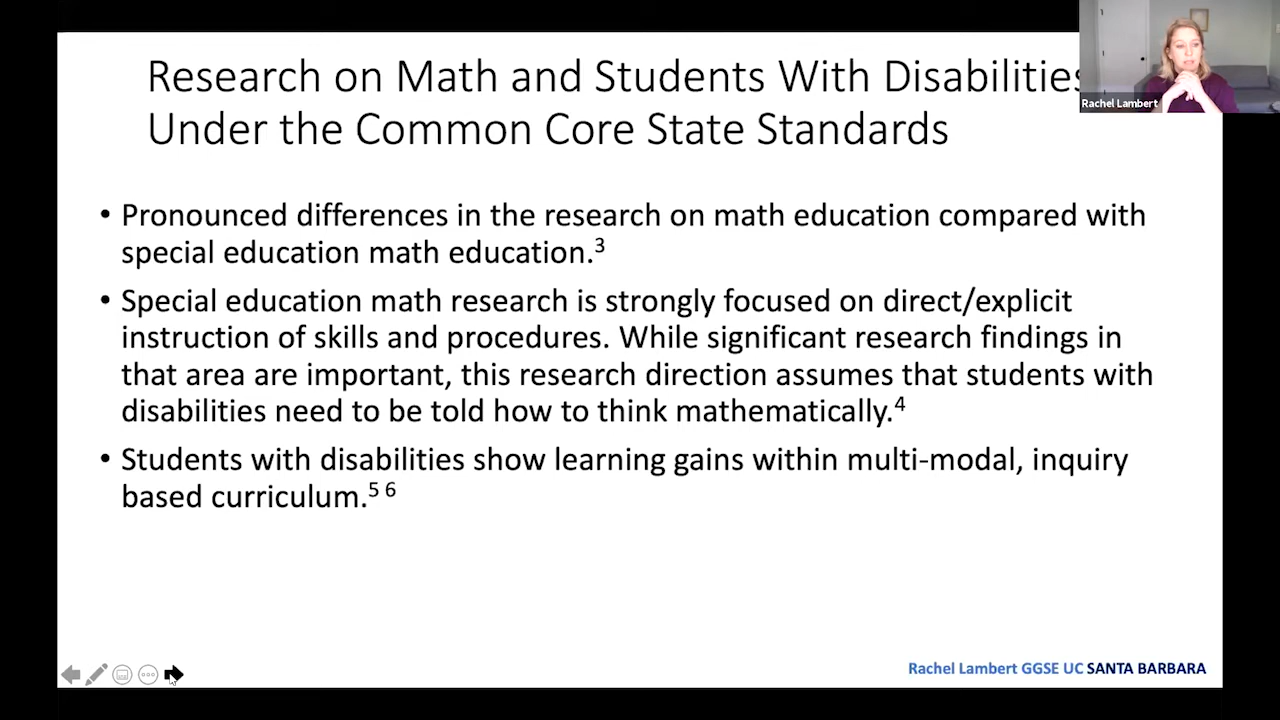 Research on Math and Students With Disabilities
Under the Common Core State Standards
Rachel Lambert
• Pronounced differences in the research on math education compared with
special education math education.3
• Special education math research is strongly focused on direct/explicit
instruction of skills and procedures. While significant research findings in
that area are important, this research direction assumes that students with
disabilities need to be told how to think mathematically.4
• Students with disabilities show learning gains within multi-modal, inquiry
based curriculum.5 6
Rachel Lambert GGSE UC SANTA BARBARA